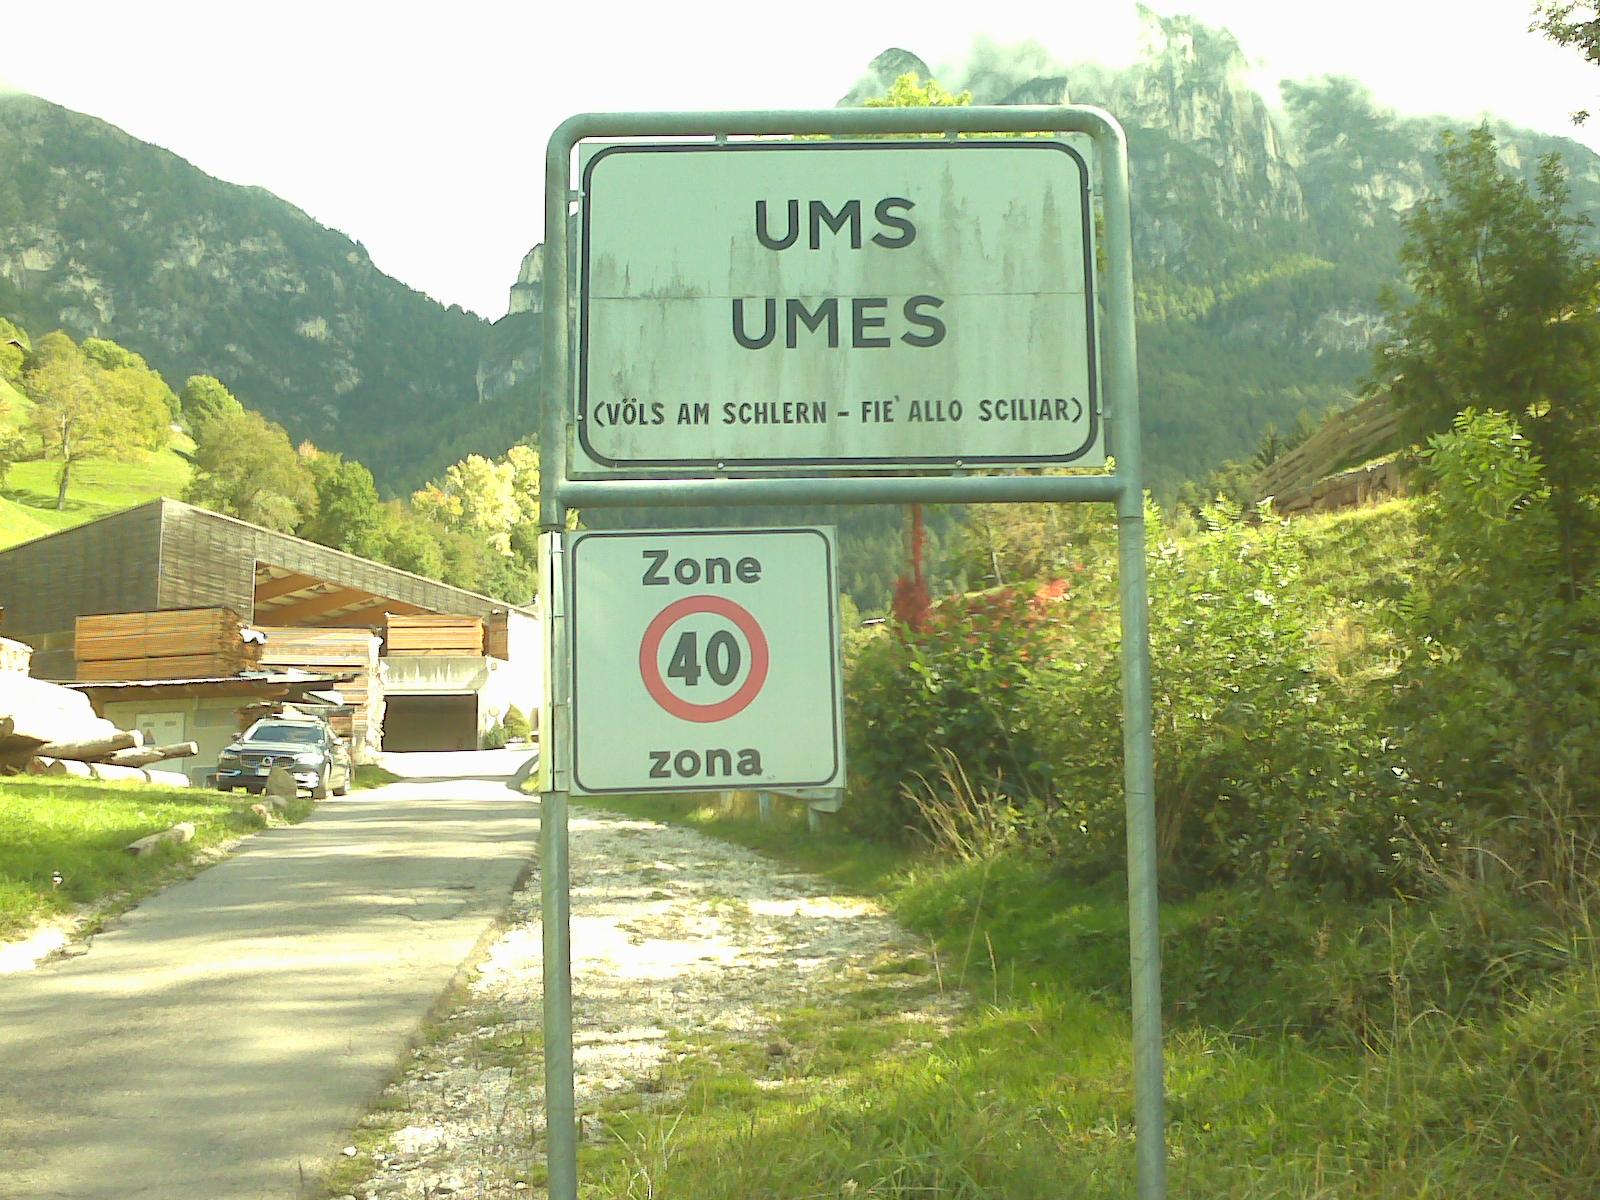 UMS
UMES
(VÖLS AM SCHLERN - FIE' ALLO SCILIAR)
Zone
40
zona